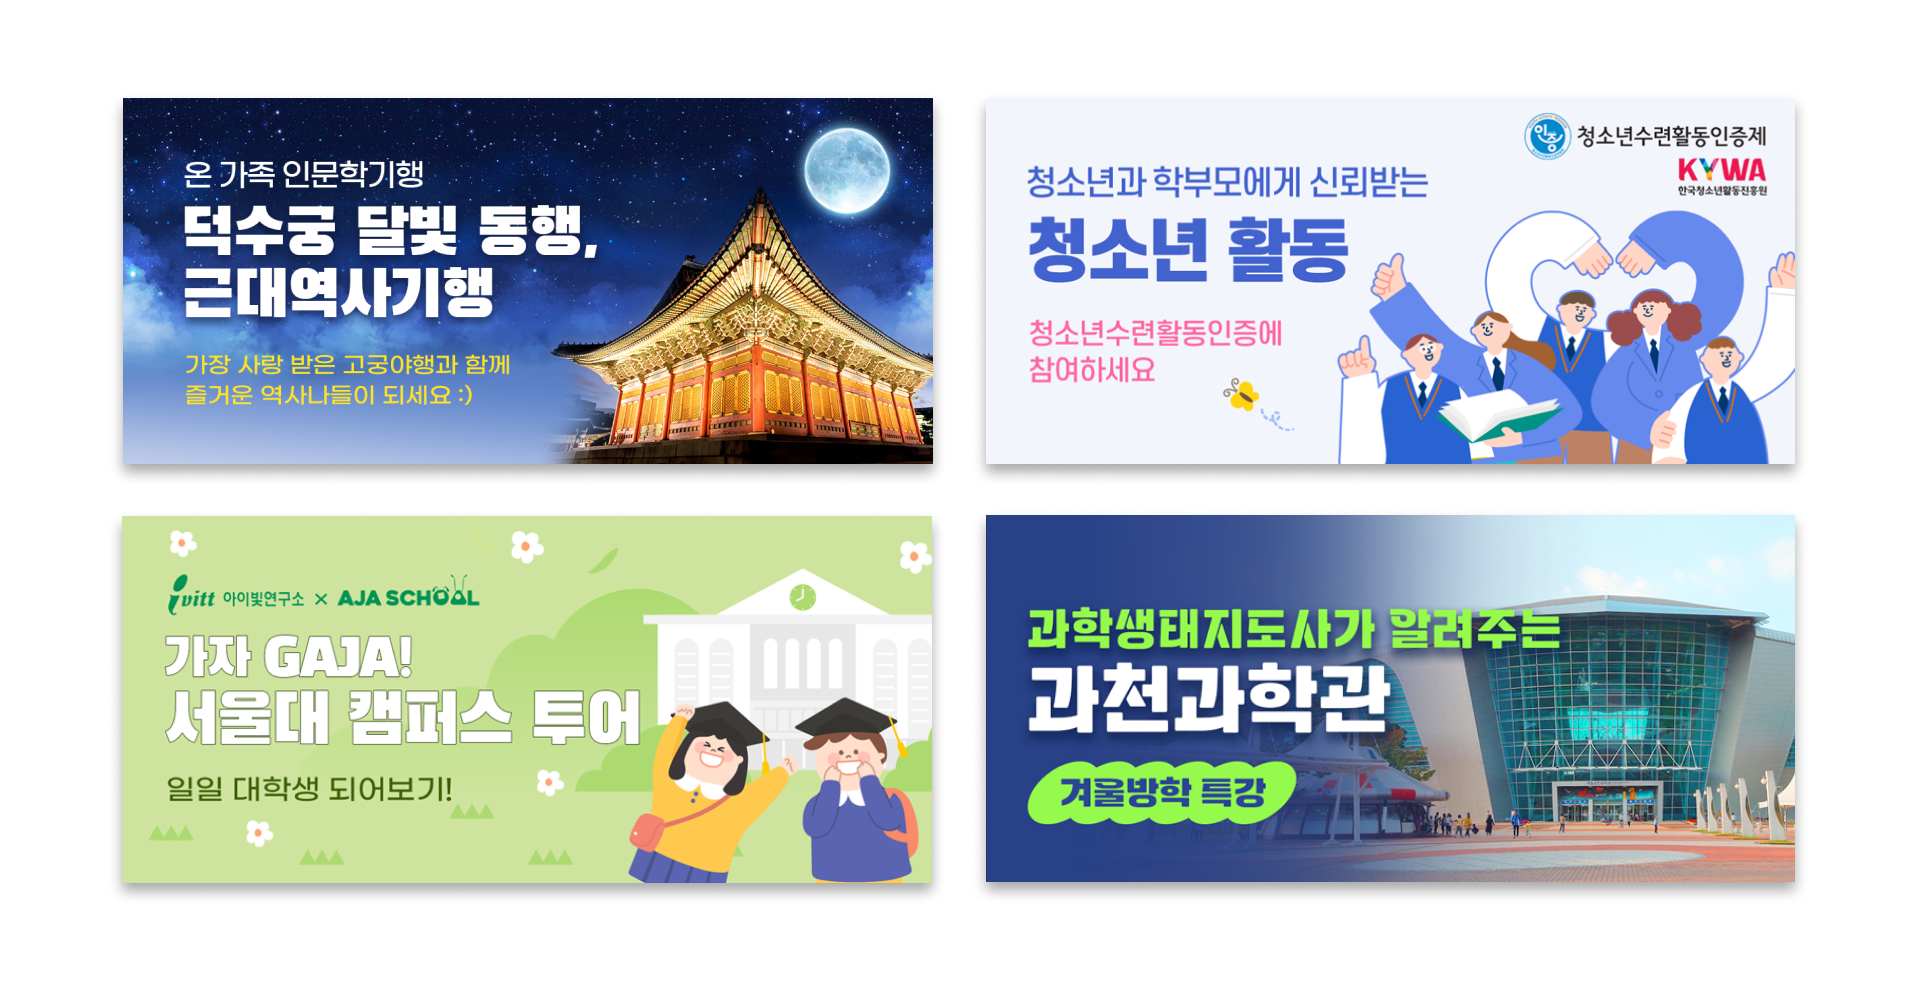 온 가족 인문학기행
덕수궁 달빛 동행,
근대역사기행
가장 사랑 받은 고궁야행과 함께
즐거운 역사나들이 되세요 :)
인증
청소년수련활동인증제
KYWA
한국청소년활동진흥원
청소년과 학부모에게 신뢰받는
청소년 활동
청소년수련활동인증에
참여하세요
ivitt 아이빛연구소 × AJA SCHOOL
가자 GAJA!
서울대 캠퍼스 투어
일일 대학생 되어보기!
과학생태지도사가 알려주는
과천과학관
겨울방학 특강